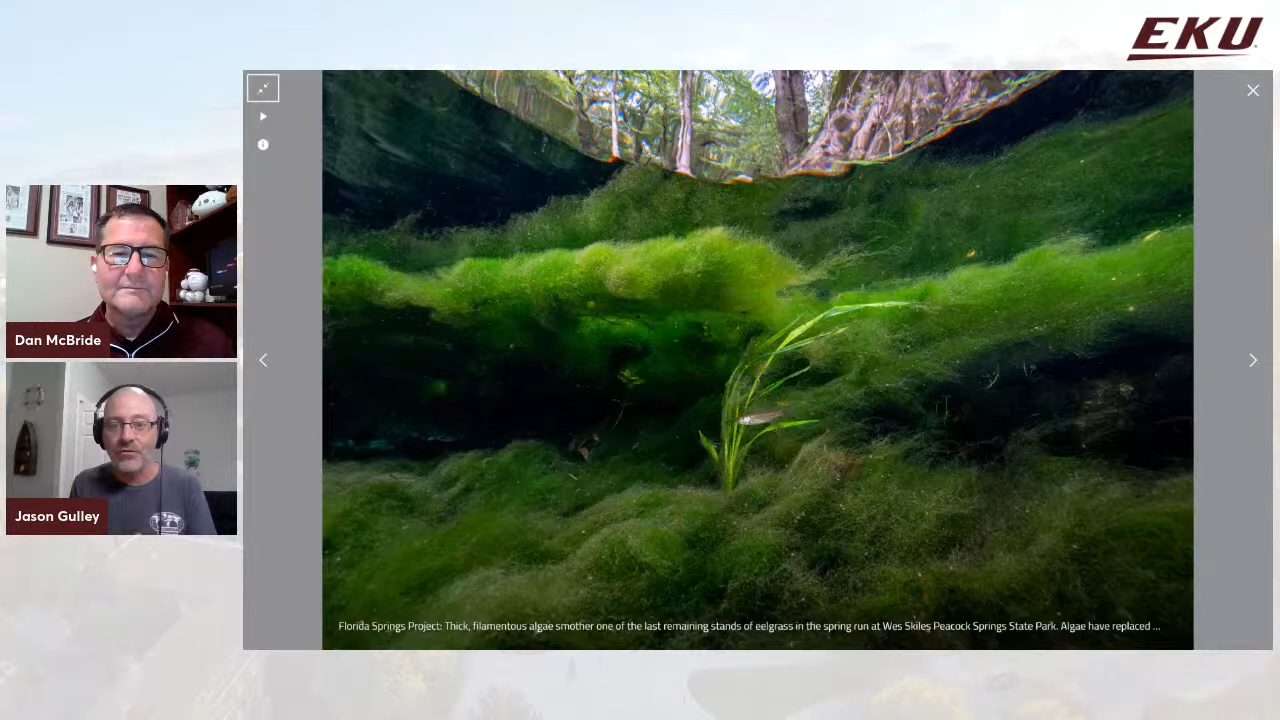 EKU
Dan McBride
Jason Gulley
Florida Springs Project: Thick, filamentous algae smother one of the last remaining stands of eelgrass in the spring run at Wes Skiles Peacock Springs State Park. Algae have replaced ...